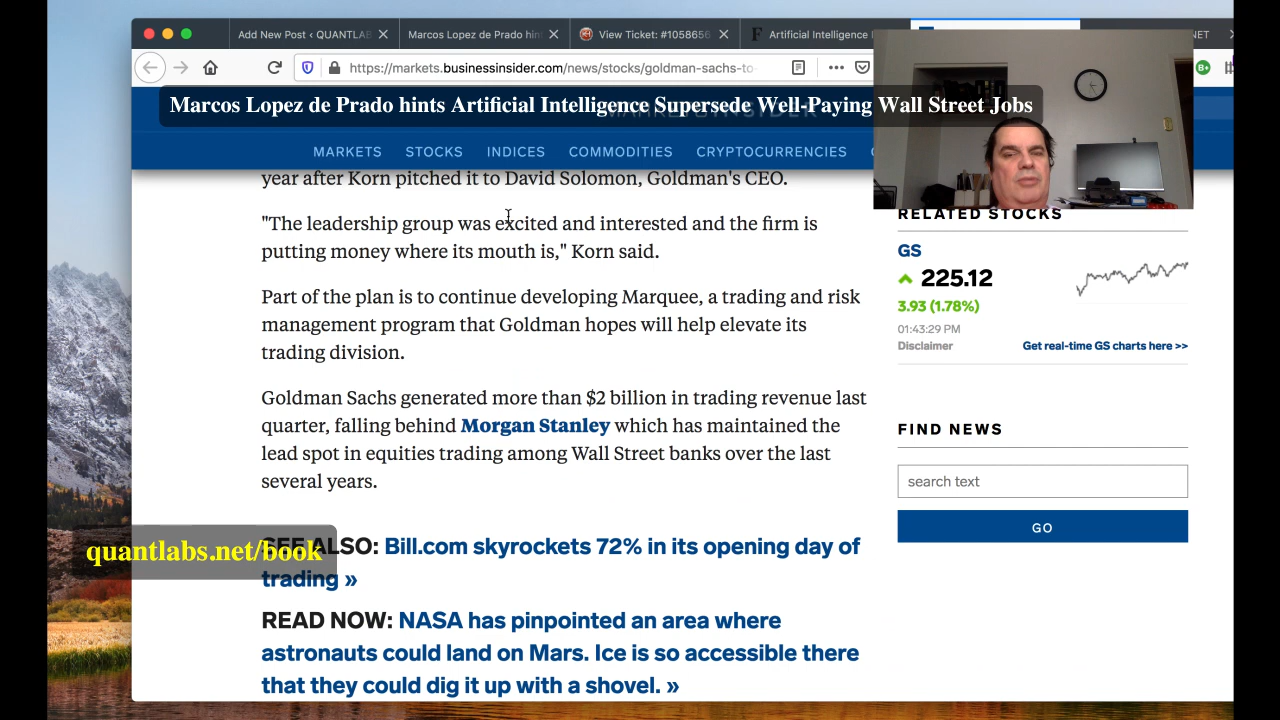 Add New Post ‹ QUANTLAB
Marcos Lopez de Prado hin
View Ticket: #1058656
Artificial Intelligence
NET
https://markets.businessinsider.com/news/stocks/goldman-sachs-to
B+
Marcos Lopez de Prado hints Artificial Intelligence Supersede Well-Paying Wall Street Jobs
MARKETS STOCKS INDICES COMMODITIES CRYPTOCURRENCIES
year after Korn pitched it to David Solomon, Goldman's CEO.
"The leadership group was excited and interested and the firm is
putting money where its mouth is," Korn said.
Part of the plan is to continue developing Marquee, a trading and risk
management program that Goldman hopes will help elevate its
trading division.
Goldman Sachs generated more than $2 billion in trading revenue last
quarter, falling behind Morgan Stanley which has maintained the
lead spot in equities trading among Wall Street banks over the last
several years.
SEE ALSO: Bill.com skyrockets 72% in its opening day of
trading »
quantlabs.net/book
READ NOW: NASA has pinpointed an area where
astronauts could land on Mars. Ice is so accessible there
that they could dig it up with a shovel. »
RELATED STOCKS
GS
225.12
3.93 (1.78%)
01:43:29 PM
Disclaimer
Get real-time GS charts here >>
FIND NEWS
search text
GO